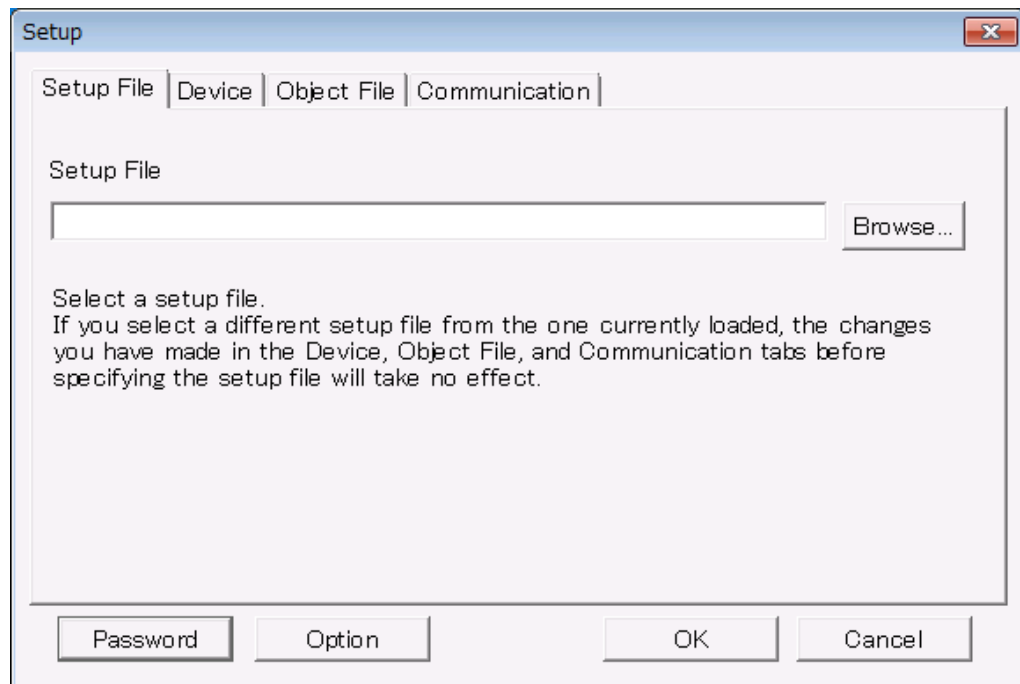 Setup
Setup File Device Object File Communication
Setup File
Browse...
Select a setup file.
If you select a different setup file from the one currently loaded, the changes
you have made in the Device, Object File, and Communication tabs before
specifying the setup file will take no effect.
Password Option OK Cancel